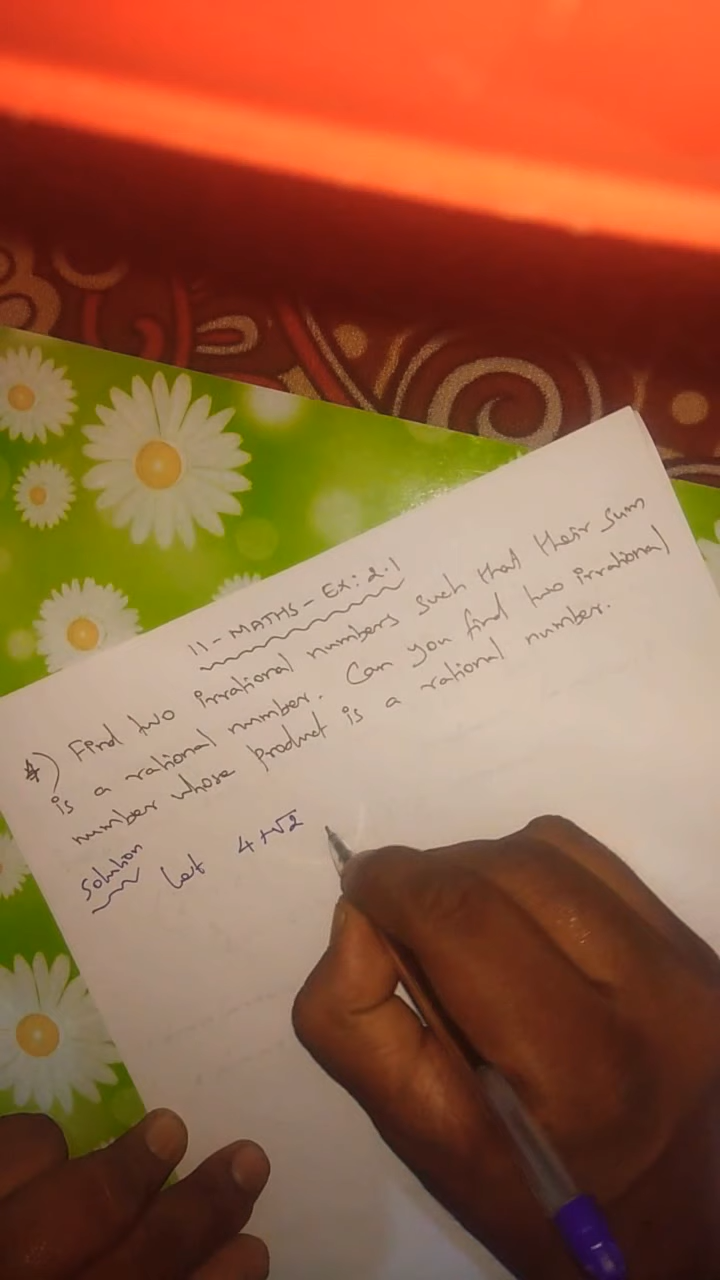 11 - MATHS - EX: 2.1
4) Find two irrational numbers such that their sum
is a rational number. Can you find two irrational
number whose product is a rational number.
Solution
Let 4+√2